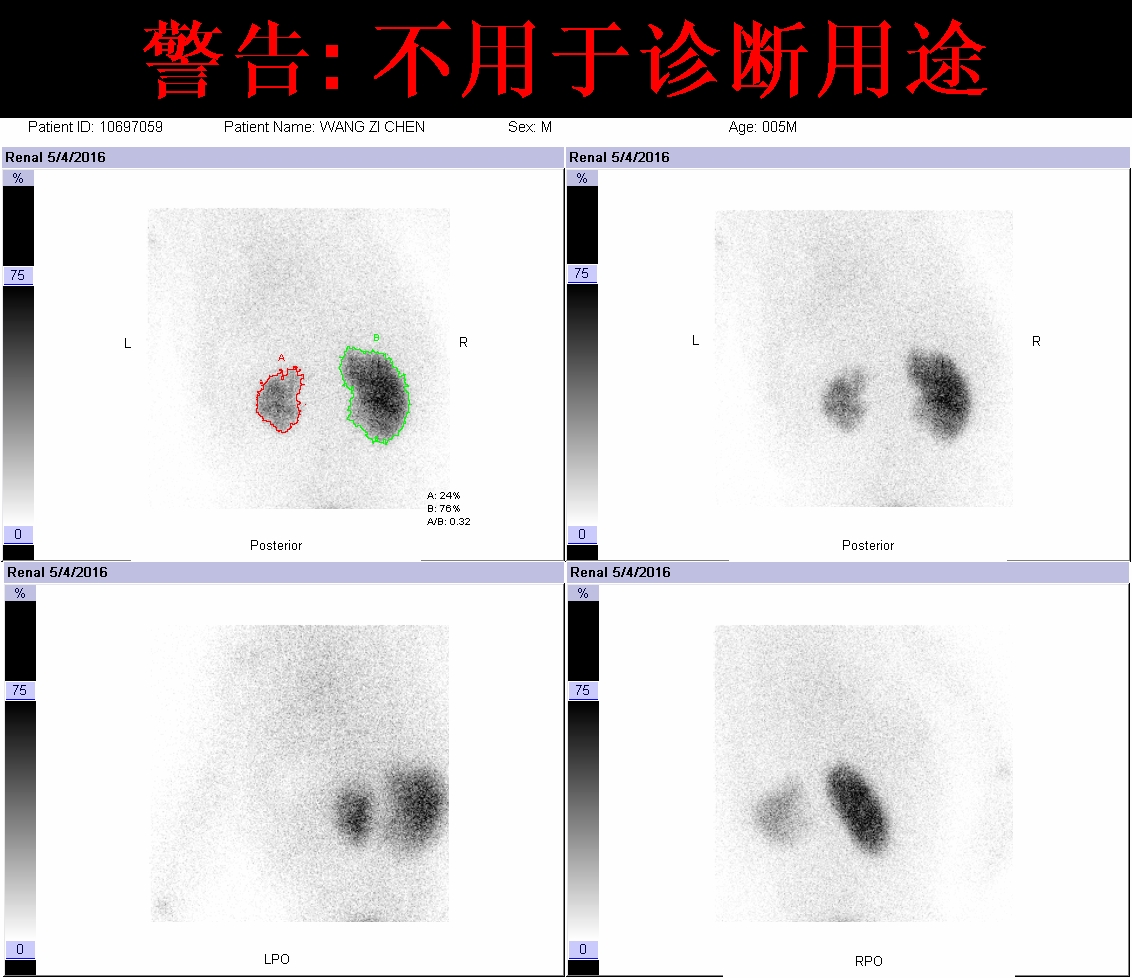 警告: 不用于诊断用途
Patient ID: 10697059 Patient Name: WANG ZI CHEN Sex: M Age: 005M
Renal 5/4/2016
%
75
L
R
A
B
A: 24%
B: 76%
A/B: 0.32
0
Posterior
Renal 5/4/2016
%
75
L
R
0
Posterior
Renal 5/4/2016
%
75
0
LPO
Renal 5/4/2016
%
75
0
RPO